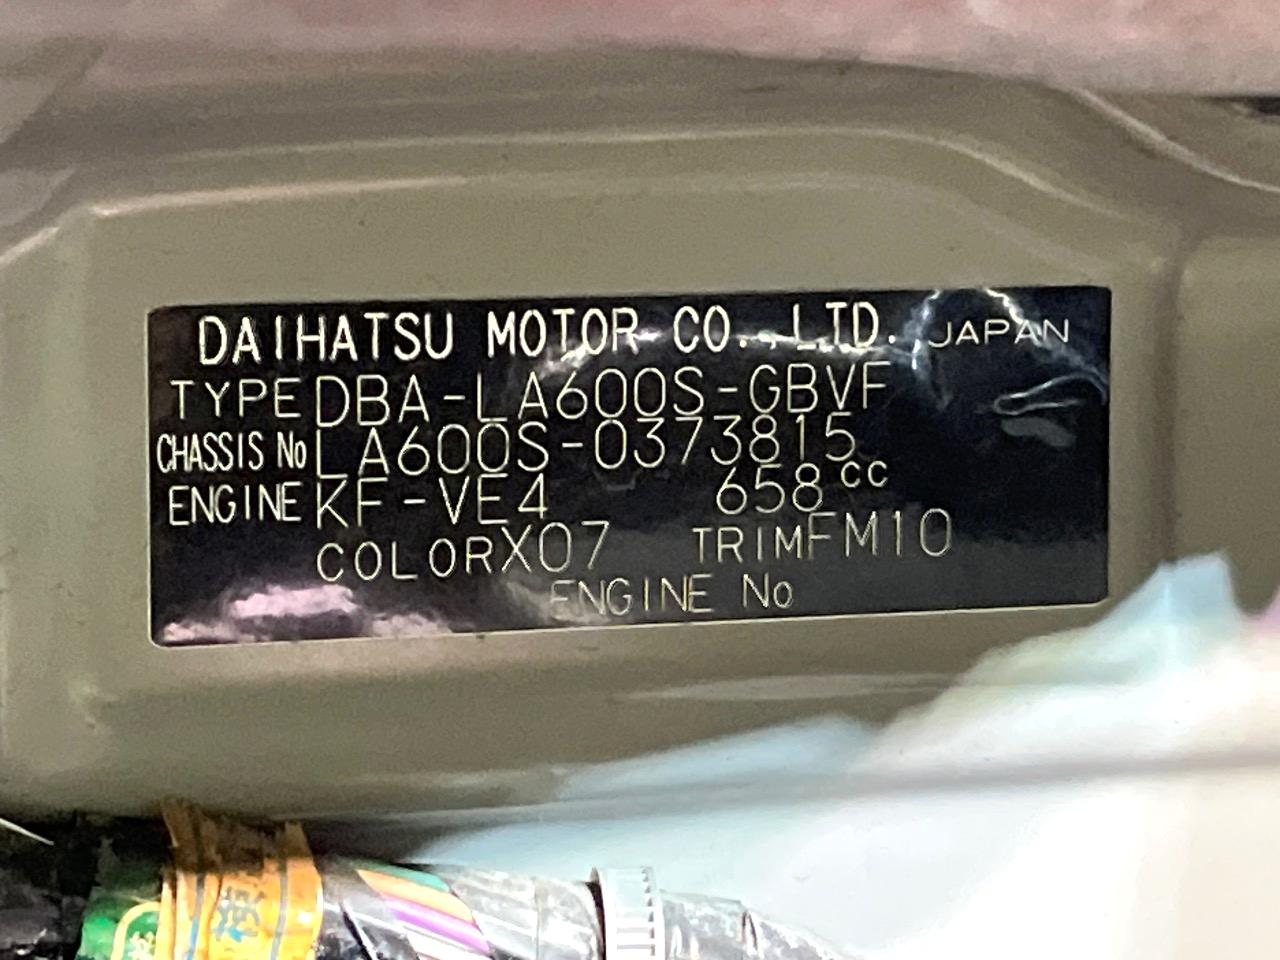 DAIHATSU MOTOR CO.,LTD. JAPAN
TYPE DBA-LA600S-GBVF
CHASSIS No LA600S-0373815
ENGINE KF-VE4 658cc
COLOR X07 TRIM FM10
ENGINE No